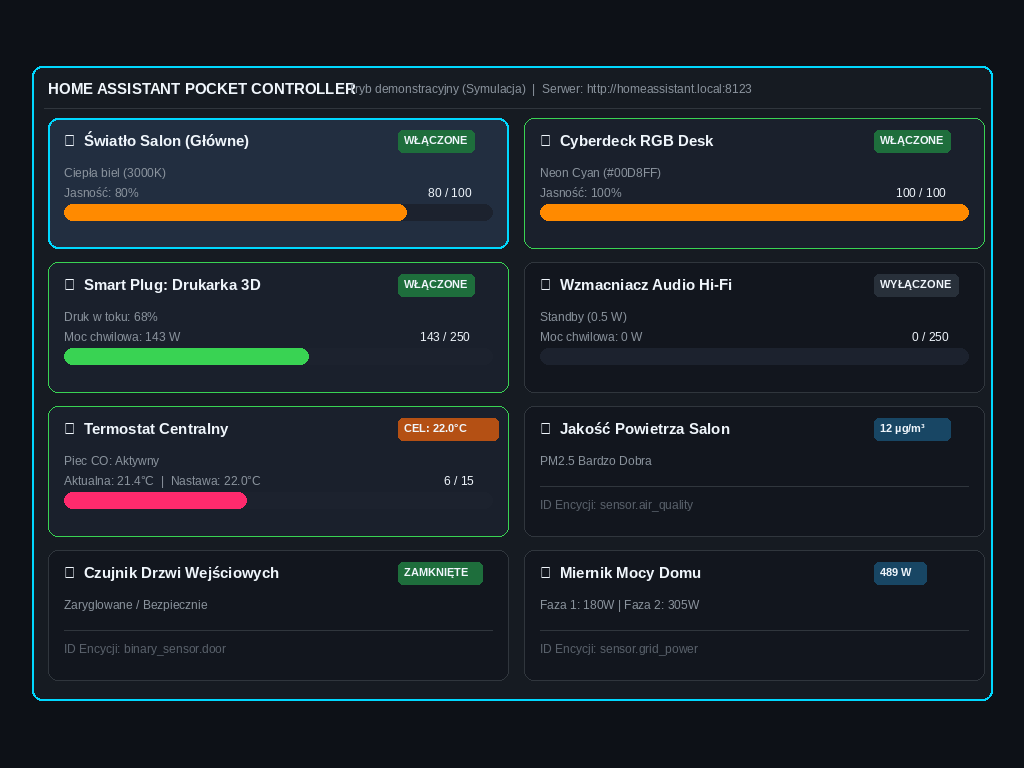 HOME ASSISTANT POCKET CONTROLLER
Tryb demonstracyjny (Symulacja)  |  Serwer: http://homeassistant.local:8123
Światło Salon (Główne) WŁĄCZONE
Ciepła biel (3000K)
Jasność: 80% 80 / 100
Cyberdeck RGB Desk WŁĄCZONE
Neon Cyan (#00D8FF)
Jasność: 100% 100 / 100
Smart Plug: Drukarka 3D WŁĄCZONE
Druk w toku: 68%
Moc chwilowa: 143 W 143 / 250
Wzmacniacz Audio Hi-Fi WYŁĄCZONE
Standby (0.5 W)
Moc chwilowa: 0 W 0 / 250
Termostat Centralny CEL: 22.0°C
Piec CO: Aktywny
Aktualna: 21.4°C  |  Nastawa: 22.0°C 6 / 15
Jakość Powietrza Salon 12 µg/m³
PM2.5 Bardzo Dobra
ID Encycji: sensor.air_quality
Czujnik Drzwi Wejściowych ZAMKNIĘTE
Zaryglowane / Bezpiecznie
ID Encycji: binary_sensor.door
Miernik Mocy Domu 489 W
Faza 1: 180W | Faza 2: 305W
ID Encycji: sensor.grid_power